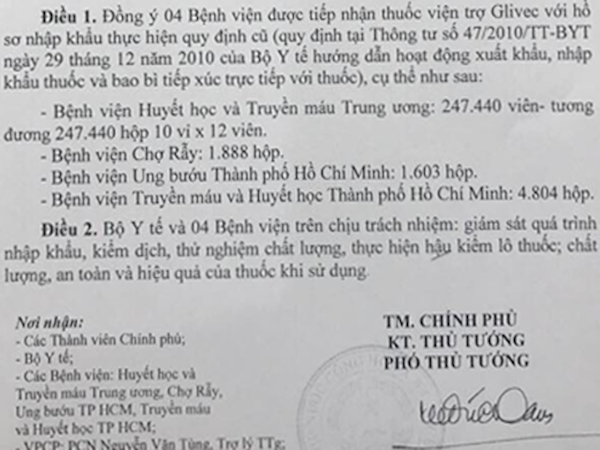 Điều 1. Đồng ý 04 Bệnh viện được tiếp nhận thuốc viện trợ Glivec với hồ
sơ nhập khẩu thực hiện quy định cũ (quy định tại Thông tư số 47/2010/TT-BYT
ngày 29 tháng 12 năm 2010 của Bộ Y tế hướng dẫn hoạt động xuất khẩu, nhập
khẩu thuốc và bao bì tiếp xúc trực tiếp với thuốc), cụ thể như sau:
- Bệnh viện Huyết học và Truyền máu Trung ương: 247.440 viên- tương
đương 247.440 hộp 10 vỉ x 12 viên.
- Bệnh viện Chợ Rẫy: 1.888 hộp.
- Bệnh viện Ung bướu Thành phố Hồ Chí Minh: 1.603 hộp.
- Bệnh viện Truyền máu và Huyết học Thành phố Hồ Chí Minh: 4.804 hộp.
Điều 2. Bộ Y tế và 04 Bệnh viện trên chịu trách nhiệm: giám sát quá trình
nhập khẩu, kiểm dịch, thử nghiệm chất lượng, thực hiện hậu kiểm lô thuốc; chất
lượng, an toàn và hiệu quả của thuốc khi sử dụng
Nơi nhận:
- Các Thành viên Chính phủ;
- Bộ Y tế;
- Các Bệnh viện: Huyết học và
Truyền máu Trung ương, Chợ Rẫy,
Ung bướu TP HCM, Truyền máu
và Huyết học TP HCM;
- VPCP: PCN Nguyễn Văn Tùng, Trợ lý TTg;
TM. CHÍNH PHỦ
KT. THỦ TƯỚNG
PHÓ THỦ TƯỚNG